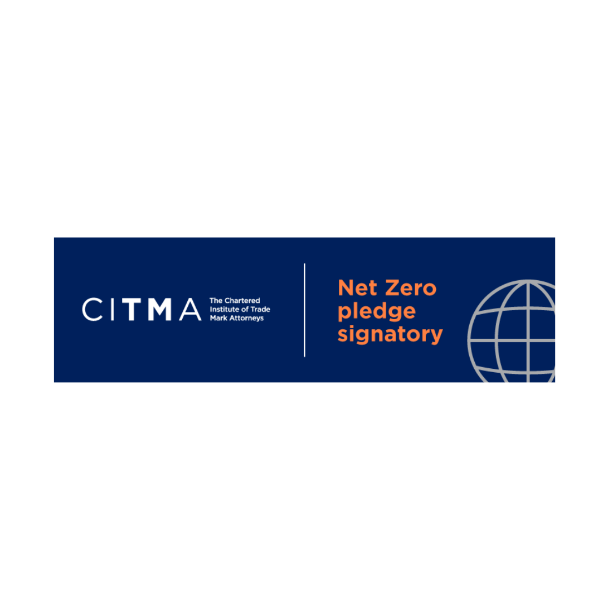 CITMA
The Chartered
Institute of Trade
Mark Attorneys
Net Zero
pledge
signatory